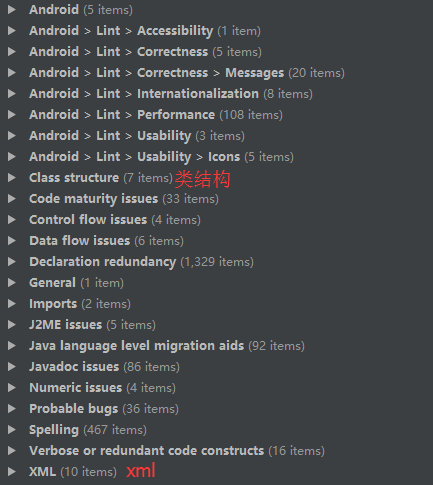 Android (5 items)
Android > Lint > Accessibility (1 item)
Android > Lint > Correctness (5 items)
Android > Lint > Correctness > Messages (20 items)
Android > Lint > Internationalization (8 items)
Android > Lint > Performance (108 items)
Android > Lint > Usability (3 items)
Android > Lint > Usability > Icons (5 items)
Class structure (7 items) 类结构
Code maturity issues (33 items)
Control flow issues (4 items)
Data flow issues (6 items)
Declaration redundancy (1,329 items)
General (1 item)
Imports (2 items)
J2ME issues (5 items)
Java language level migration aids (92 items)
Javadoc issues (86 items)
Numeric issues (4 items)
Probable bugs (36 items)
Spelling (467 items)
Verbose or redundant code constructs (16 items)
XML (10 items) xml